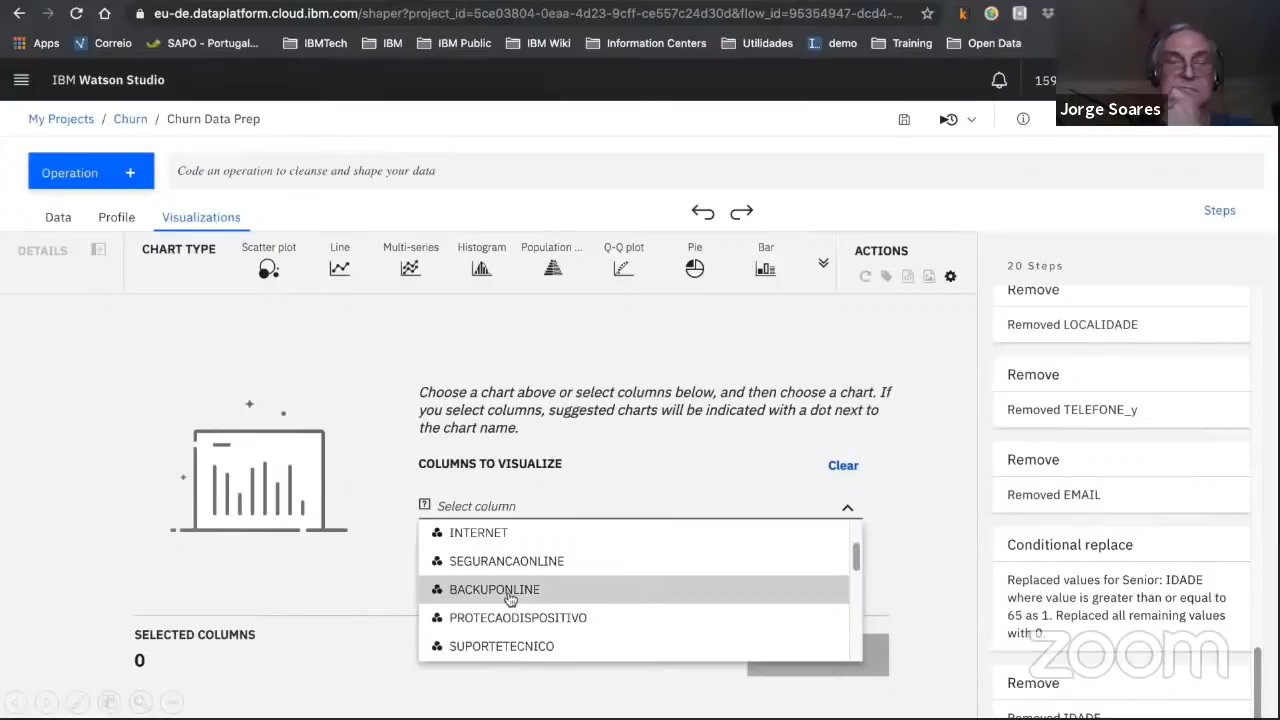 eu-de.dataplatform.cloud.ibm.com/shaper?project_id=5ce03804-0eaa-4d23-9cff-ce557c24d30d&flow_id=95354947-dcd4-...
Apps Correio SAPO - Portugal... IBMTech IBM IBM Public IBM Wiki Information Centers Utilidades demo Training Open Data
IBM Watson Studio
159
Jorge Soares
My Projects / Churn / Churn Data Prep
Operation +
Code an operation to cleanse and shape your data
Data Profile Visualizations
Steps
DETAILS
CHART TYPE
Scatter plot Line Multi-series Histogram Population ... Q-Q plot Pie Bar
ACTIONS
20 Steps
Remove
Removed LOCALIDADE
Remove
Removed TELEFONE_y
Remove
Removed EMAIL
Conditional replace
Replaced values for Senior: IDADE
where value is greater than or equal to
65 as 1. Replaced all remaining values
with 0.
Remove
Removed IDADE
Choose a chart above or select columns below, and then choose a chart. If
you select columns, suggested charts will be indicated with a dot next to
the chart name.
COLUMNS TO VISUALIZE
Clear
Select column
INTERNET
SEGURANCAONLINE
BACKUPONLINE
PROTECAODISPOSITIVO
SUPORTETECNICO
SELECTED COLUMNS
0
zoom